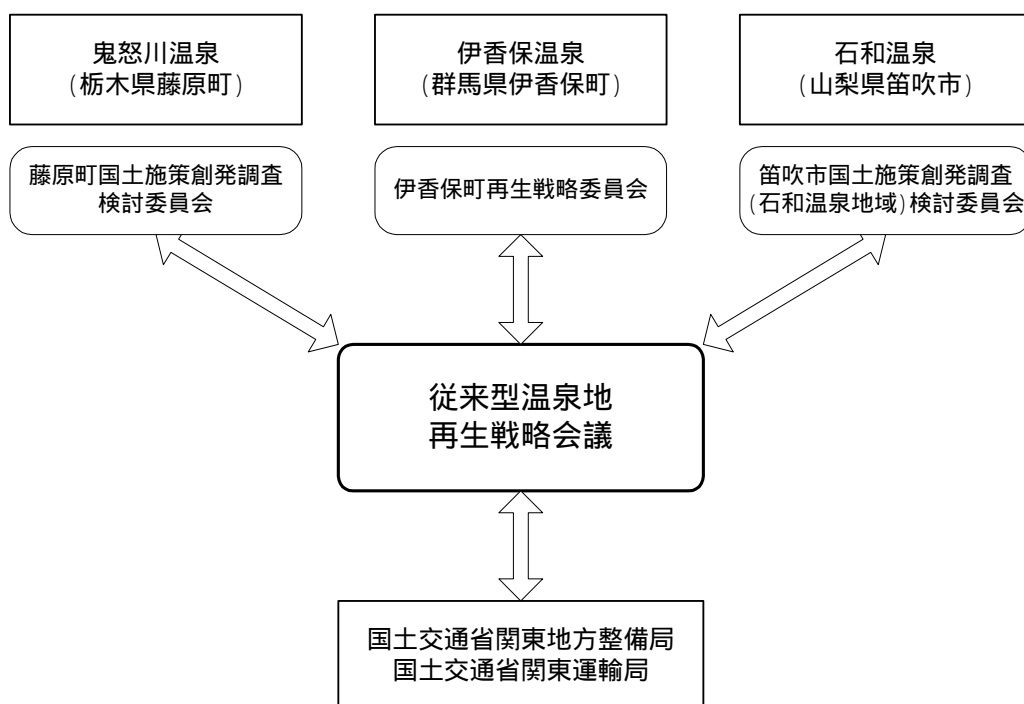 鬼怒川温泉
(栃木県藤原町)
伊香保温泉
(群馬県伊香保町)
石和温泉
(山梨県笛吹市)
藤原町国土施策創発調査
検討委員会
伊香保町再生戦略委員会
笛吹市国土施策創発調査
(石和温泉地域)検討委員会
従来型温泉地
再生戦略会議
国土交通省関東地方整備局
国土交通省関東運輸局